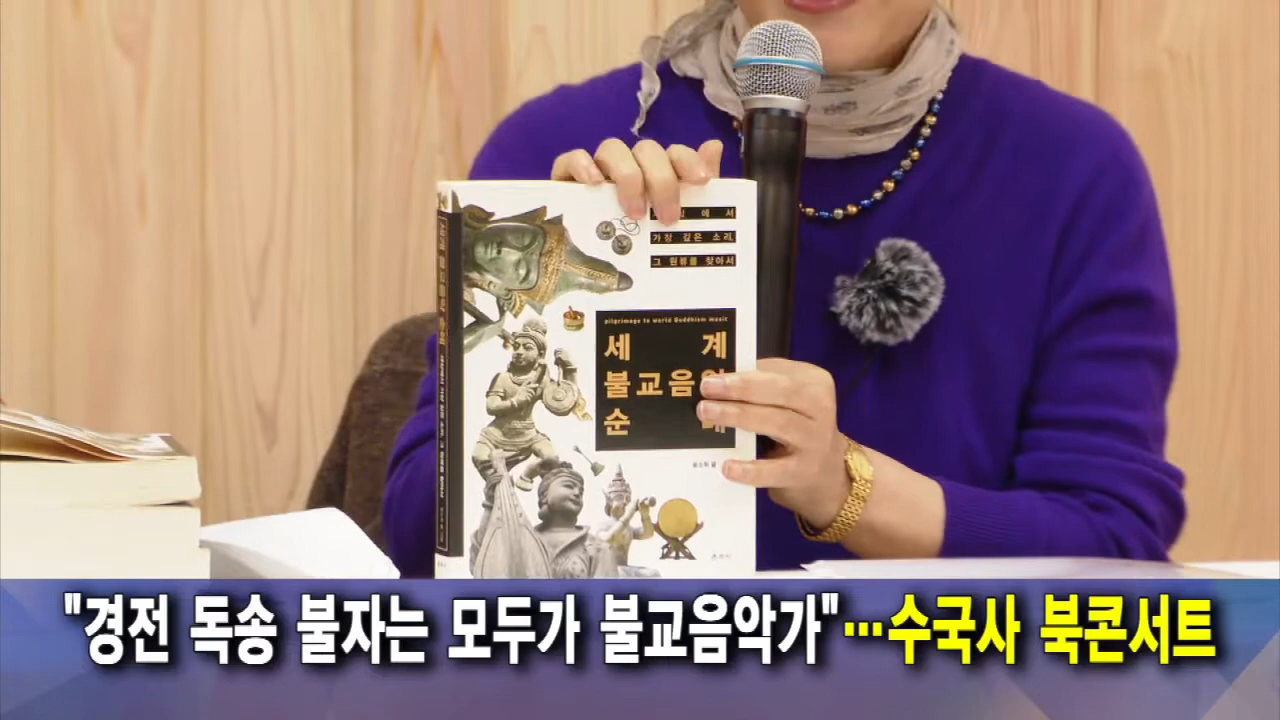 에서
가장 깊은 소리,
그 원류를 찾아서
pilgrimage to world Buddhism music
세계
불교음악
순례
"경전 독송 불자는 모두가 불교음악가"…수국사 북콘서트